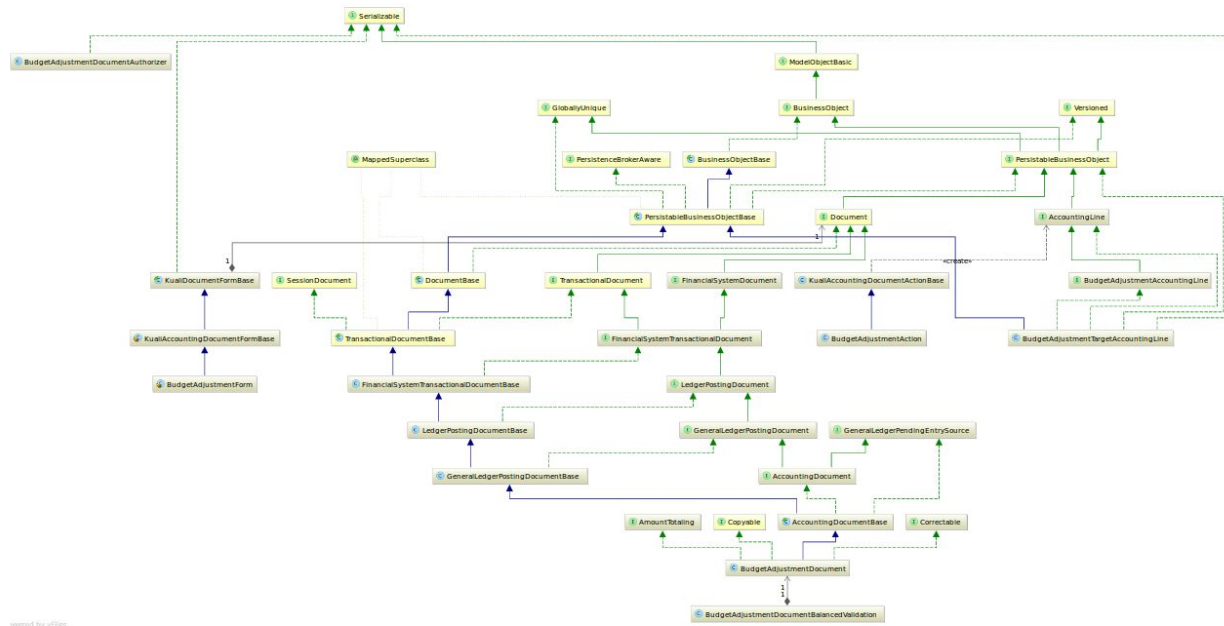 Serializable
BudgetAdjustmentDocumentAuthorizer
ModelObjectBasic
GloballyUnique
BusinessObject
Versioned
MappedSuperclass
PersistenceBrokerAware
BusinessObjectBase
PersistableBusinessObject
PersistableBusinessObjectBase
Document
AccountingLine
1
1
«create»
KualiDocumentFormBase
SessionDocument
DocumentBase
TransactionalDocument
FinancialSystemDocument
KualiAccountingDocumentActionBase
BudgetAdjustmentAccountingLine
KualiAccountingDocumentFormBase
TransactionalDocumentBase
FinancialSystemTransactionalDocument
BudgetAdjustmentAction
BudgetAdjustmentTargetAccountingLine
BudgetAdjustmentForm
FinancialSystemTransactionalDocumentBase
LedgerPostingDocument
LedgerPostingDocumentBase
GeneralLedgerPostingDocument
GeneralLedgerPendingEntrySource
GeneralLedgerPostingDocumentBase
AccountingDocument
AmountTotaling
Copyable
AccountingDocumentBase
Correctable
BudgetAdjustmentDocument
1
1
BudgetAdjustmentDocumentBalancedValidation